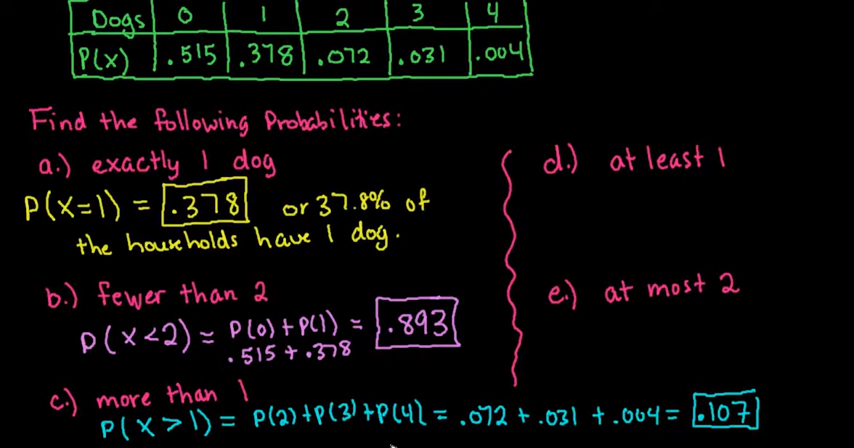 Dogs 0 1 2 3 4
P(x) .515 .378 .072 .031 .004
Find the following Probabilities:
a.) exactly 1 dog
P(X=1) = .378 or 37.8% of
the households have 1 dog.
b.) fewer than 2
P(X<2) = P(0)+P(1) = .893
.515 + .378
c.) more than 1
P(X>1) = P(2)+P(3)+P(4) = .072 + .031 + .004 = .107
d.) at least 1
e.) at most 2